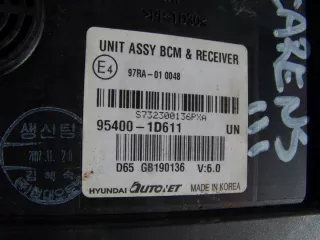 UNIT ASSY BCM & RECEIVER
E4
97RA-01 0048
S732300136PXA
95400-1D611 UN
D65 GB190136 V:6.0
HYUNDAI AUTONET MADE IN KOREA
생산팀
CARENS !!!